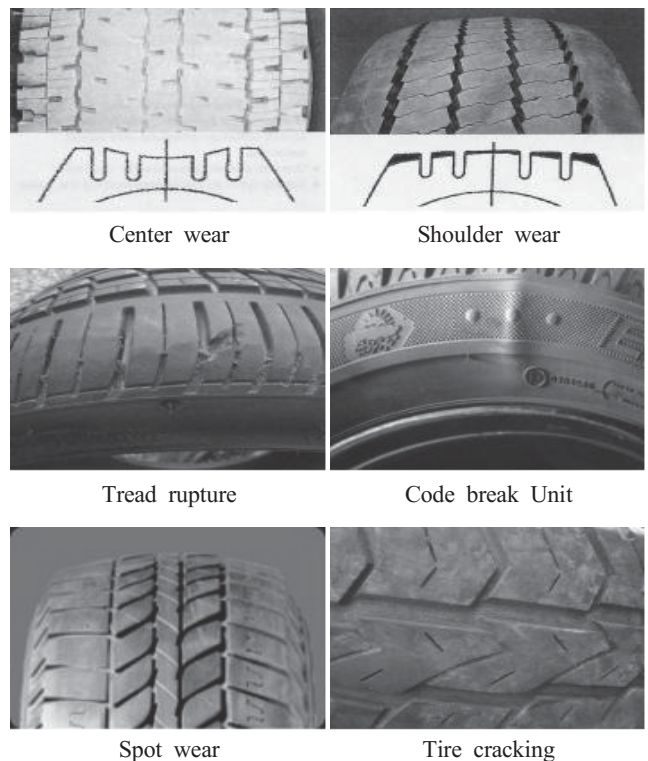 Center wear
Shoulder wear
Tread rupture
Code break Unit
Spot wear
Tire cracking